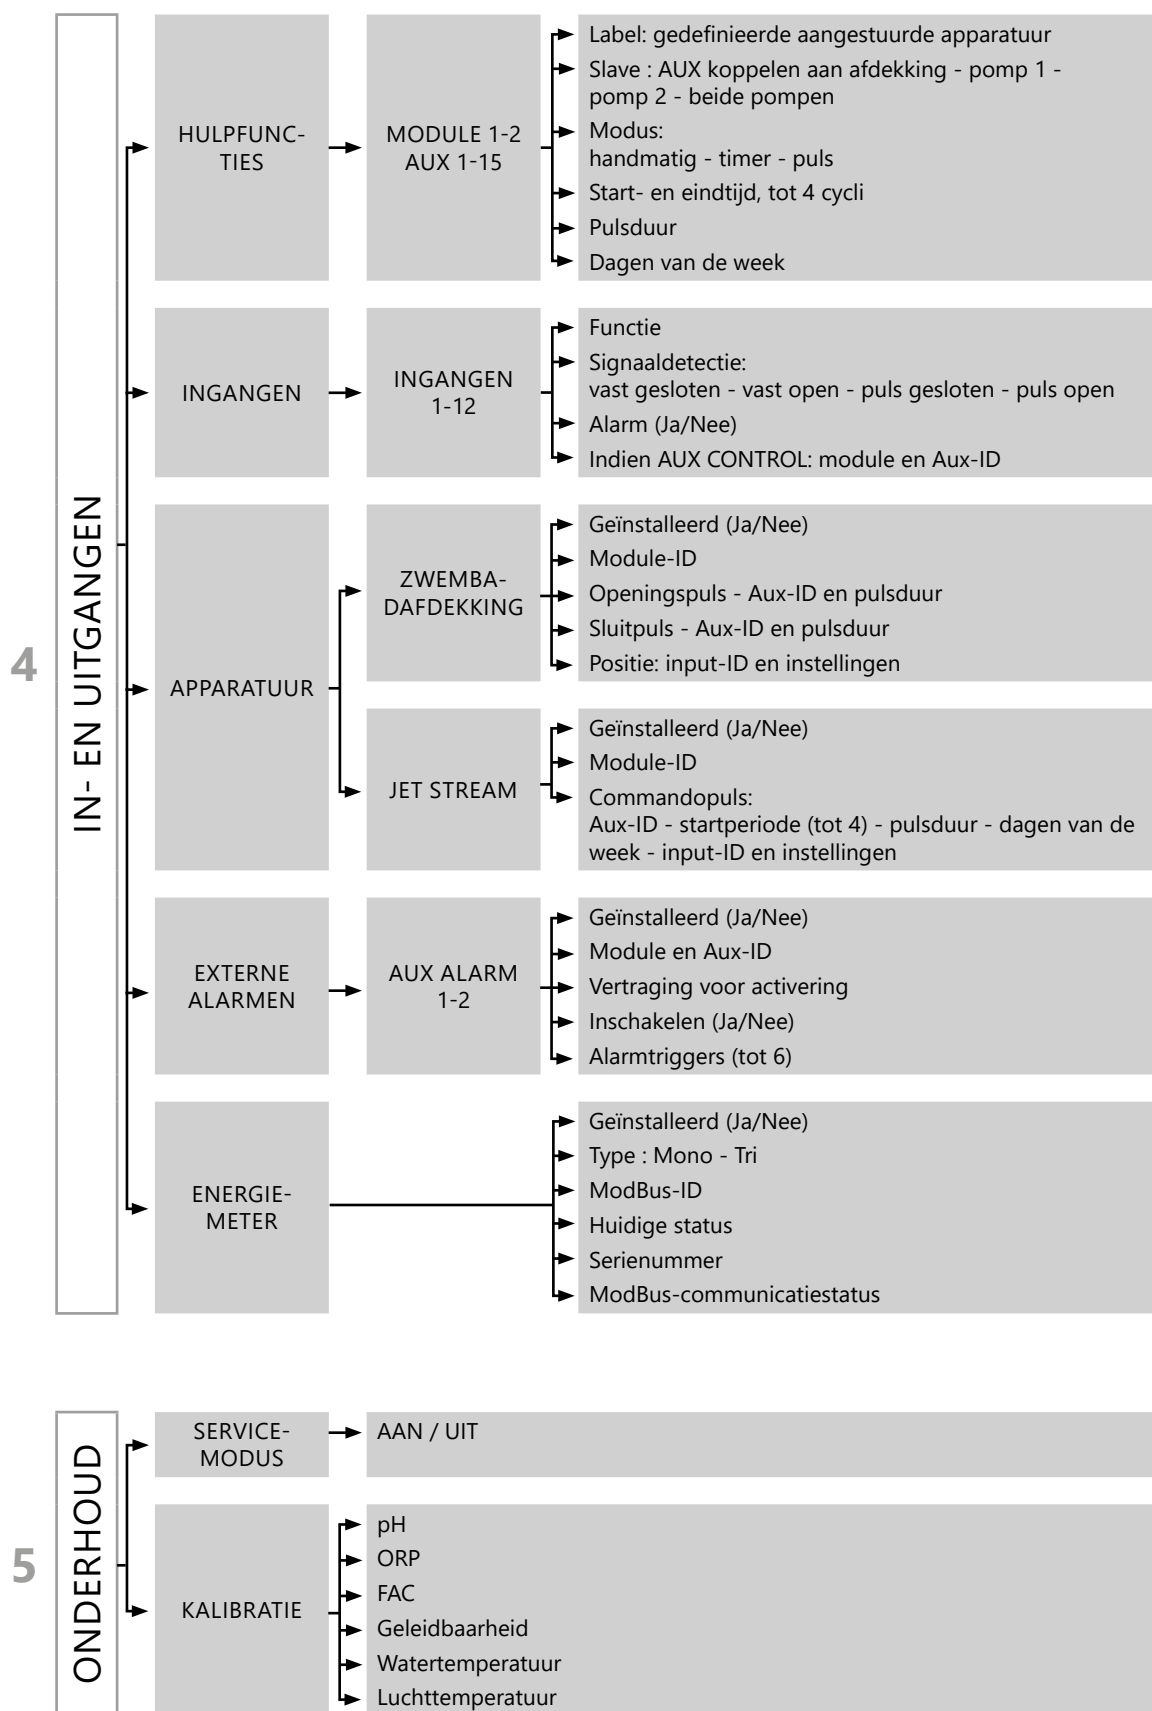 4
IN- EN UITGANGEN
HULPFUNC-
TIES
MODULE 1-2
AUX 1-15
Label: gedefinieerde aangestuurde apparatuur
Slave : AUX koppelen aan afdekking - pomp 1 -
pomp 2 - beide pompen
Modus:
handmatig - timer - puls
Start- en eindtijd, tot 4 cycli
Pulsduur
Dagen van de week
INGANGEN
INGANGEN
1-12
Functie
Signaaldetectie:
vast gesloten - vast open - puls gesloten - puls open
Alarm (Ja/Nee)
Indien AUX CONTROL: module en Aux-ID
APPARATUUR
ZWEMBA-
DAFDEKKING
Geïnstalleerd (Ja/Nee)
Module-ID
Openingspuls - Aux-ID en pulsduur
Sluitpuls - Aux-ID en pulsduur
Positie: input-ID en instellingen
JET STREAM
Geïnstalleerd (Ja/Nee)
Module-ID
Commandopuls:
Aux-ID - startperiode (tot 4) - pulsduur - dagen van de
week - input-ID en instellingen
EXTERNE
ALARMEN
AUX ALARM
1-2
Geïnstalleerd (Ja/Nee)
Module en Aux-ID
Vertraging voor activering
Inschakelen (Ja/Nee)
Alarmtriggers (tot 6)
ENERGIE-
METER
Geïnstalleerd (Ja/Nee)
Type : Mono - Tri
ModBus-ID
Huidige status
Serienummer
ModBus-communicatiestatus
5
ONDERHOUD
SERVICE-
MODUS
AAN / UIT
KALIBRATIE
pH
ORP
FAC
Geleidbaarheid
Watertemperatuur
Luchttemperatuur